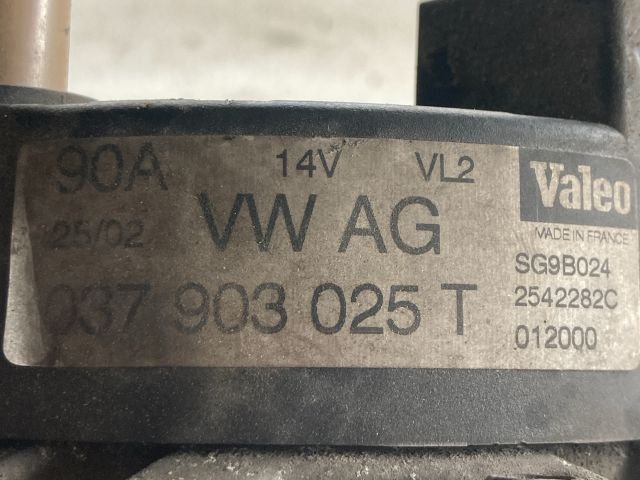 90A 14V VL2
25/02 VW AG
037 903 025 T
Valeo
MADE IN FRANCE
SG9B024
2542282C
012000